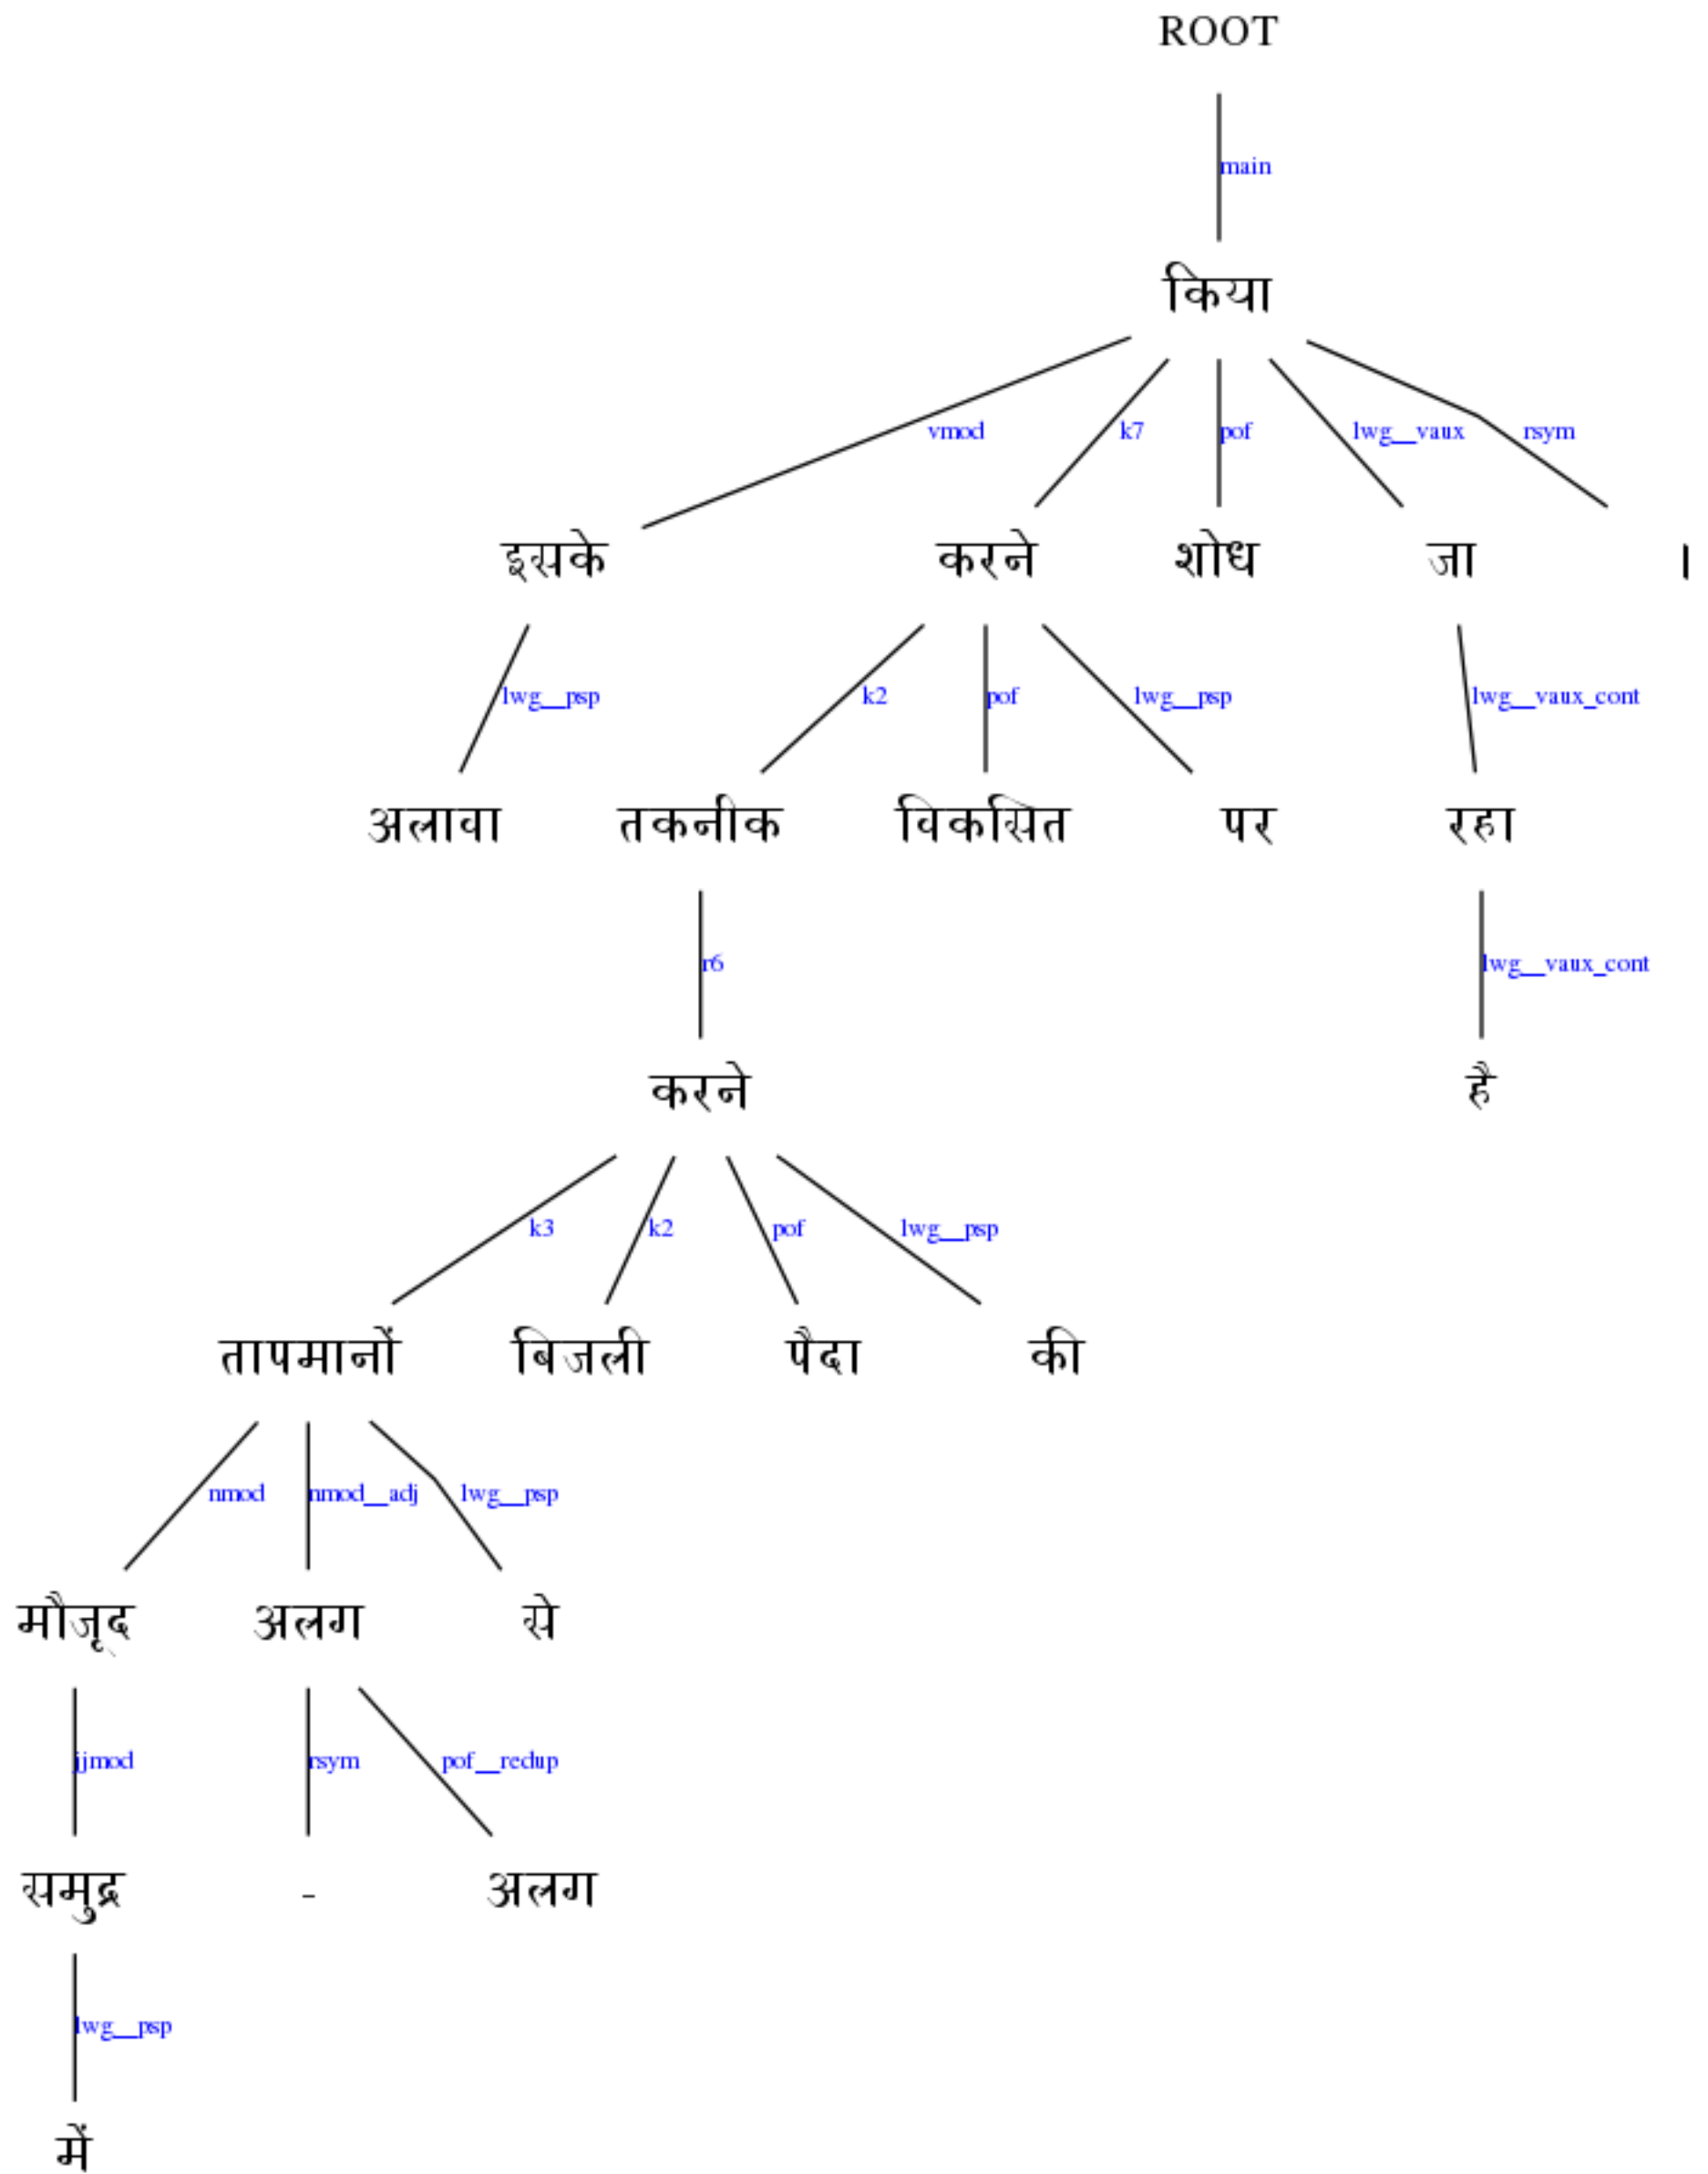 ROOT
main
किया
vmod k7 pof lwg__vaux rsym
इसके करने शोध जा ।
lwg__psp k2 pof lwg__psp lwg__vaux_cont
अलावा तकनीक विकसित पर रहा
r6 lwg__vaux_cont
करने है
k3 k2 pof lwg__psp
तापमानों बिजली पैदा की
nmod nmod__adj lwg__psp
मौजूद अलग से
jjmod rsym pof__redup
समुद्र - अलग
lwg__psp
में